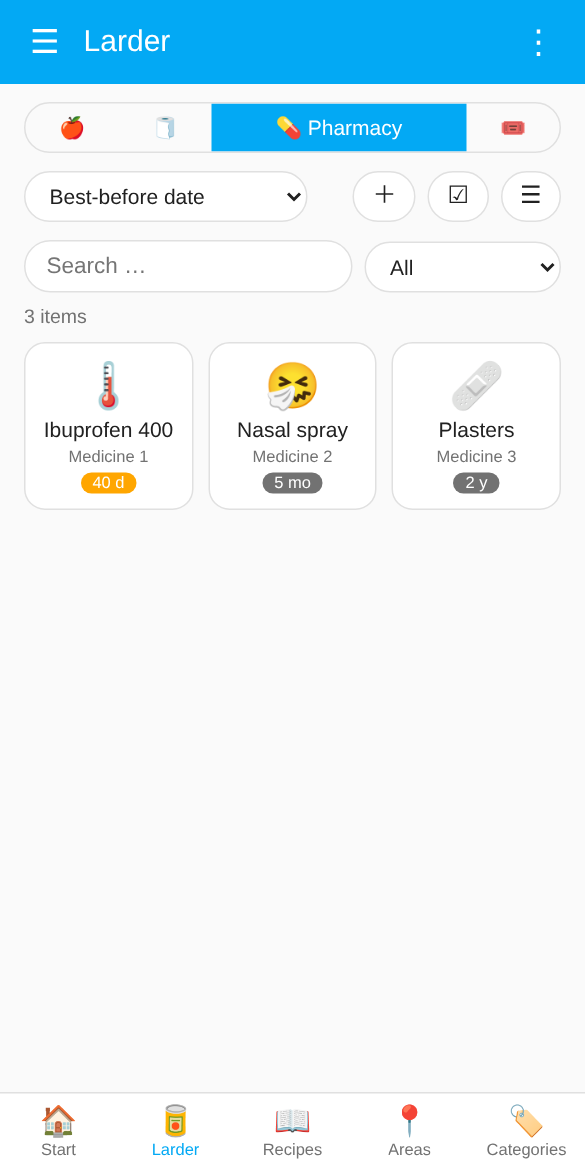 Larder
Pharmacy
Best-before date
Search …
All
3 items
Ibuprofen 400
Medicine 1
40 d
Nasal spray
Medicine 2
5 mo
Plasters
Medicine 3
2 y
Start
Larder
Recipes
Areas
Categories